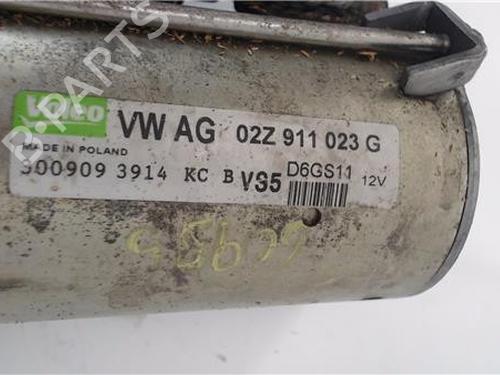 Valeo
VW AG 02Z 911 023 G
MADE IN POLAND
300909 3914 KC B VS5 D6GS11 12V
B-PARTS